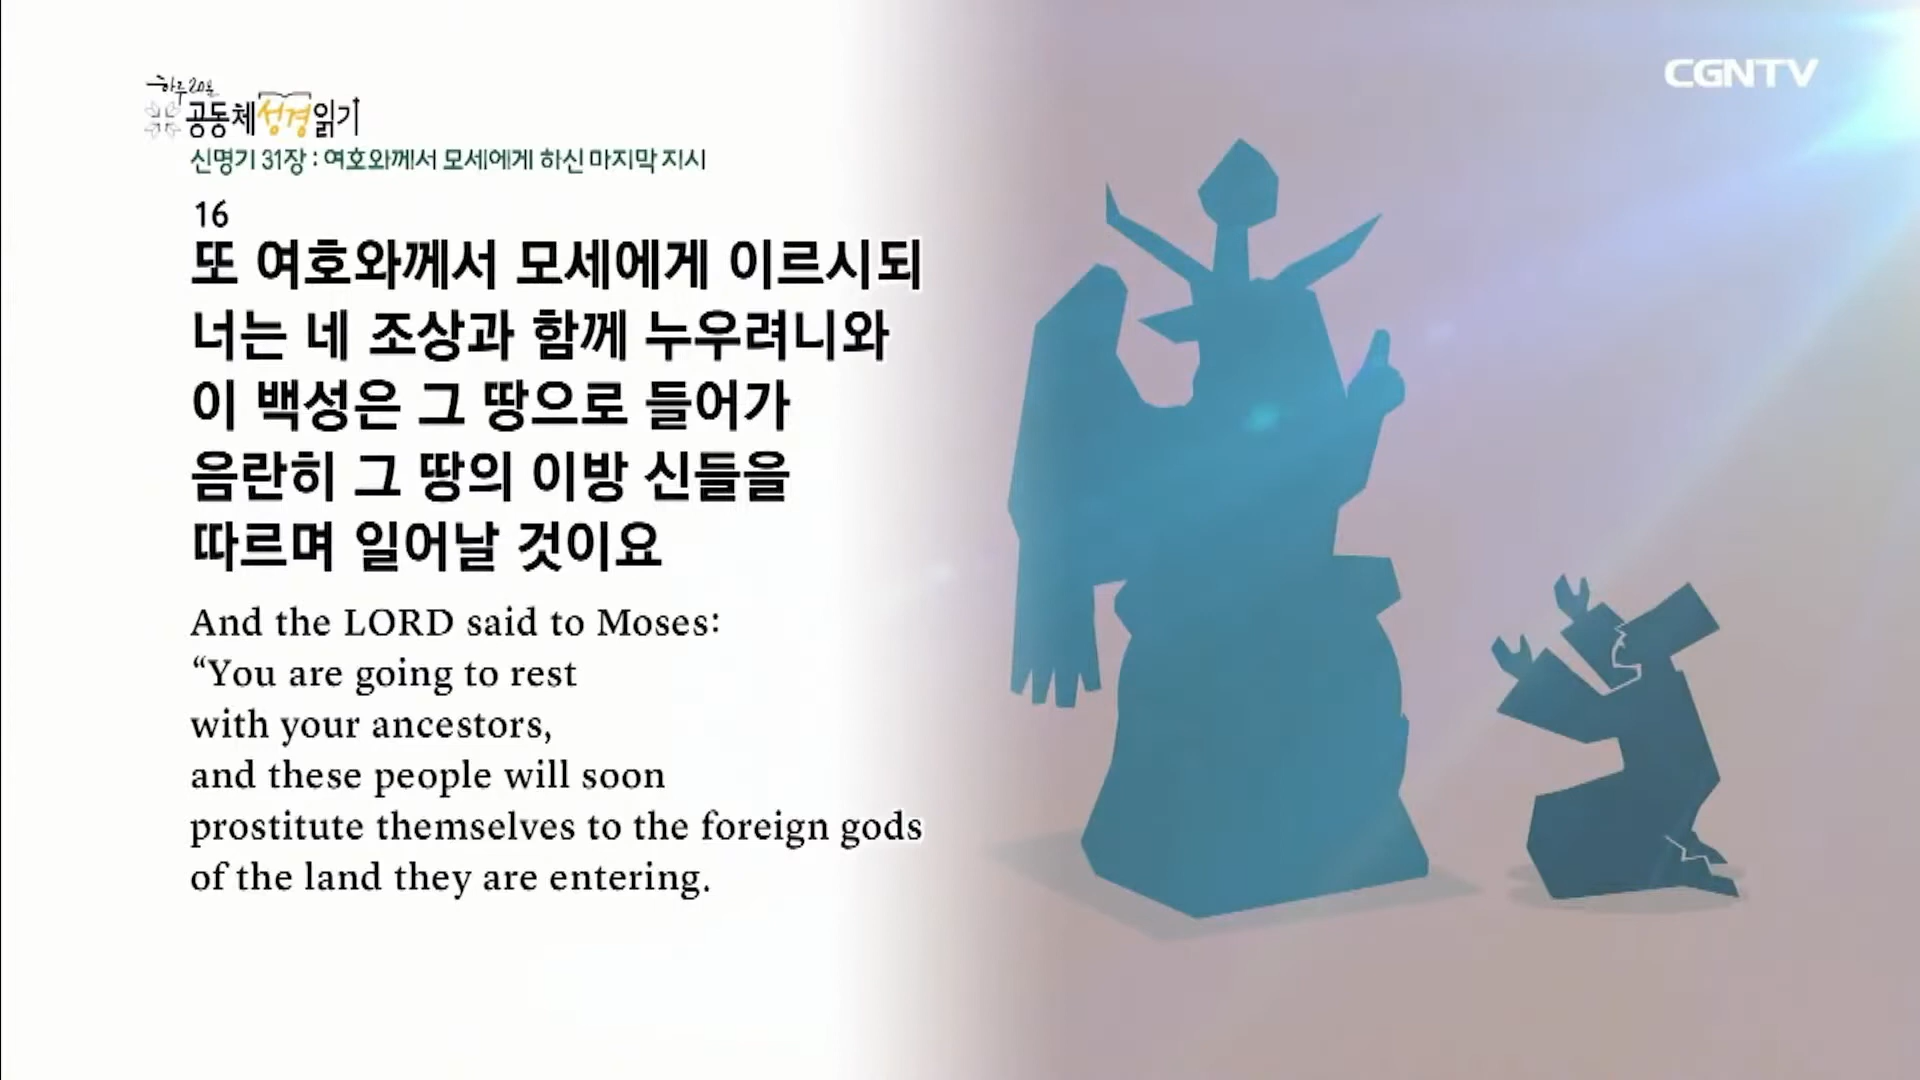 하루 20분
공동체성경읽기
CGNTV
신명기 31장 : 여호와께서 모세에게 하신 마지막 지시
16
또 여호와께서 모세에게 이르시되
너는 네 조상과 함께 누우려니와
이 백성은 그 땅으로 들어가
음란히 그 땅의 이방 신들을
따르며 일어날 것이요
And the LORD said to Moses:
“You are going to rest
with your ancestors,
and these people will soon
prostitute themselves to the foreign gods
of the land they are entering.